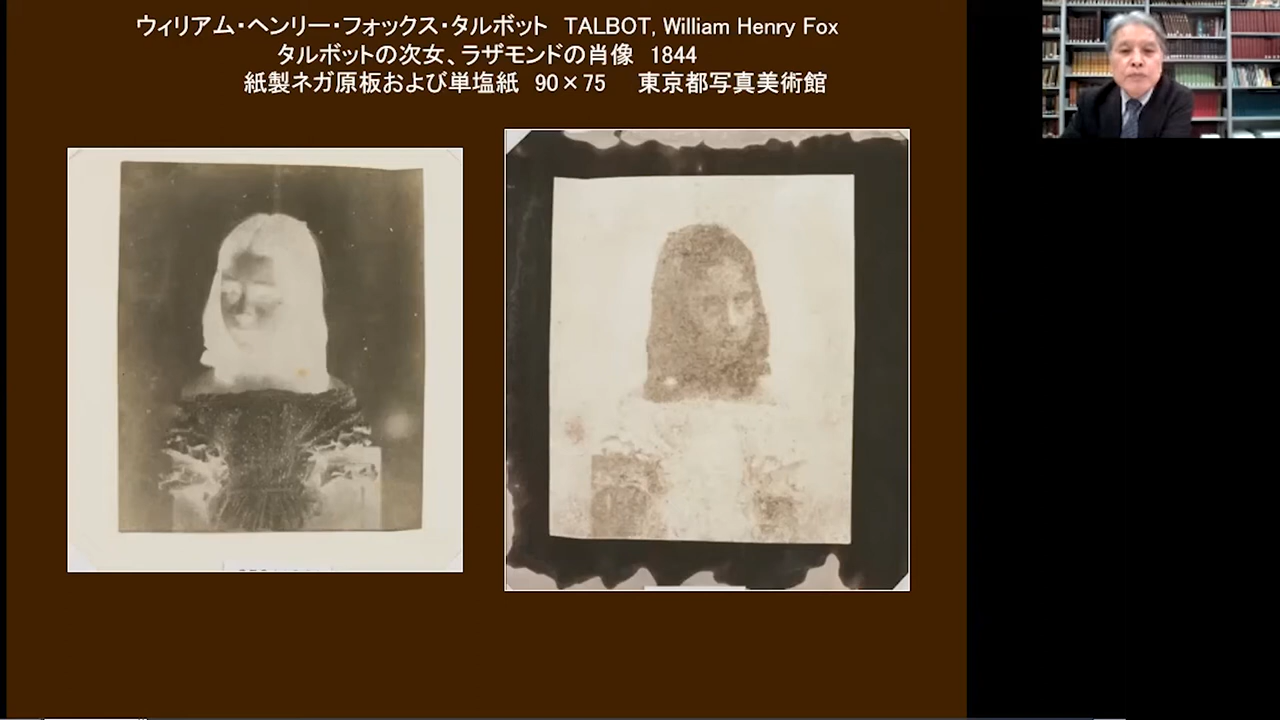 ウィリアム・ヘンリー・フォックス・タルボット　TALBOT, William Henry Fox
タルボットの次女、ラザモンドの肖像　1844
紙製ネガ原板および単塩紙　90×75　　東京都写真美術館